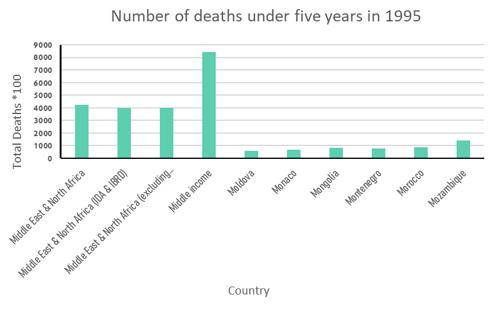 Number of deaths under five years in 1995
Total Deaths *100
9000
8000
7000
6000
5000
4000
3000
2000
1000
0
Middle East & North Africa
Middle East & North Africa (IDA & IBRD)
Middle East & North Africa (excluding...
Middle income
Moldova
Monaco
Mongolia
Montenegro
Morocco
Mozambique
Country